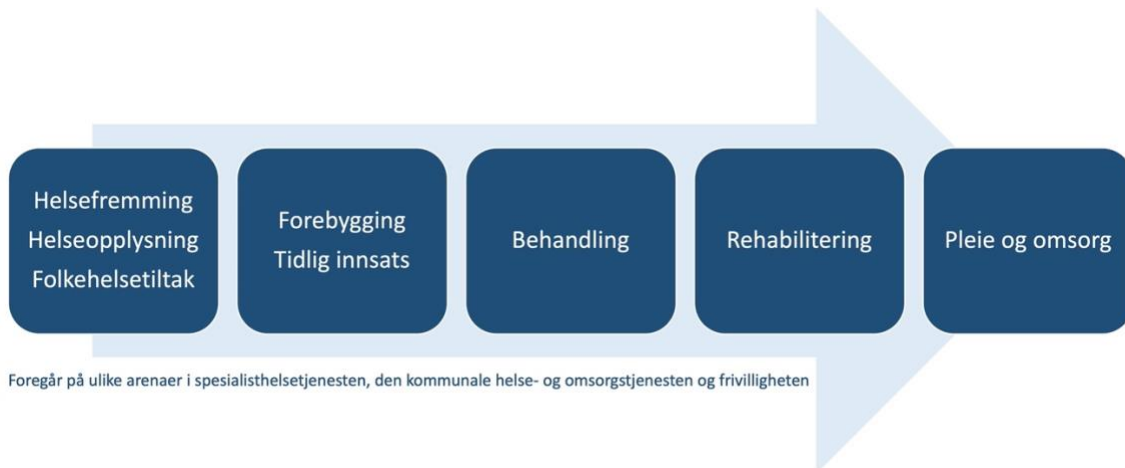 Helsefremming
Helseopplysning
Folkehelsetiltak
Forebygging
Tidlig innsats
Behandling
Rehabilitering
Pleie og omsorg
Foregår på ulike arenaer i spesialisthelsetjenesten, den kommunale helse- og omsorgstjenesten og frivilligheten